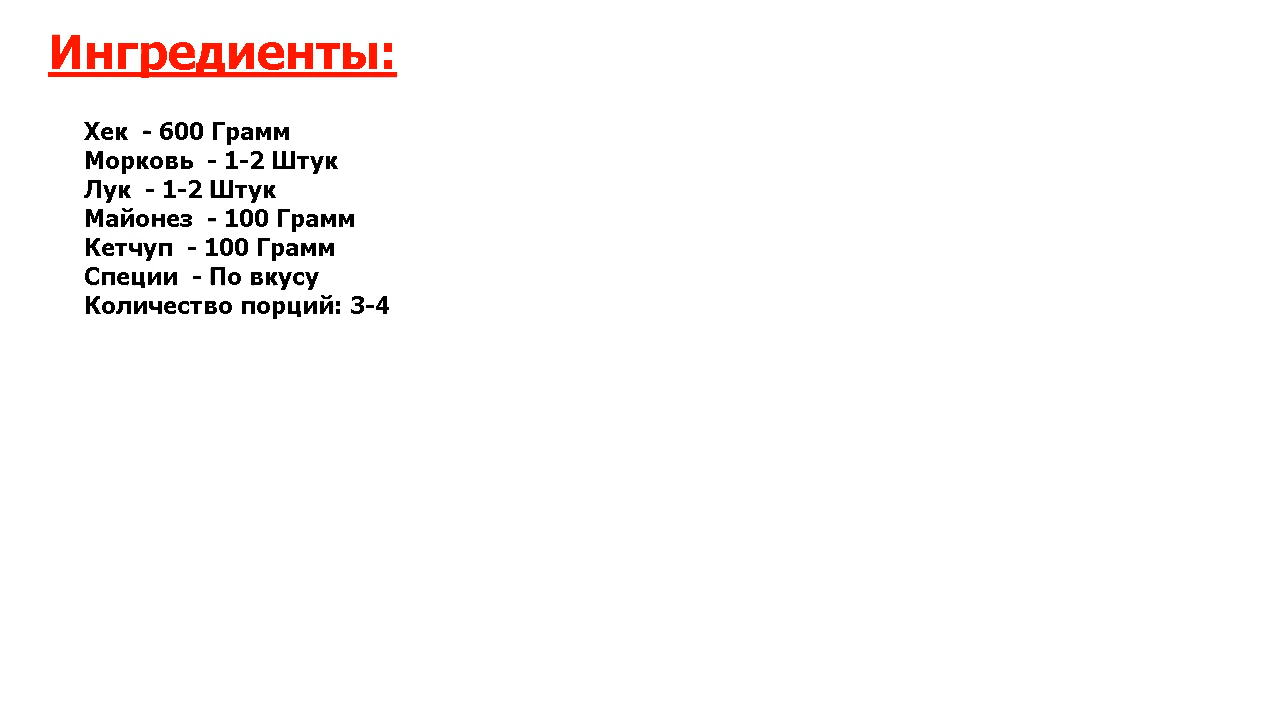 Ингредиенты:
Хек - 600 Грамм
Морковь - 1-2 Штук
Лук - 1-2 Штук
Майонез - 100 Грамм
Кетчуп - 100 Грамм
Специи - По вкусу
Количество порций: 3-4